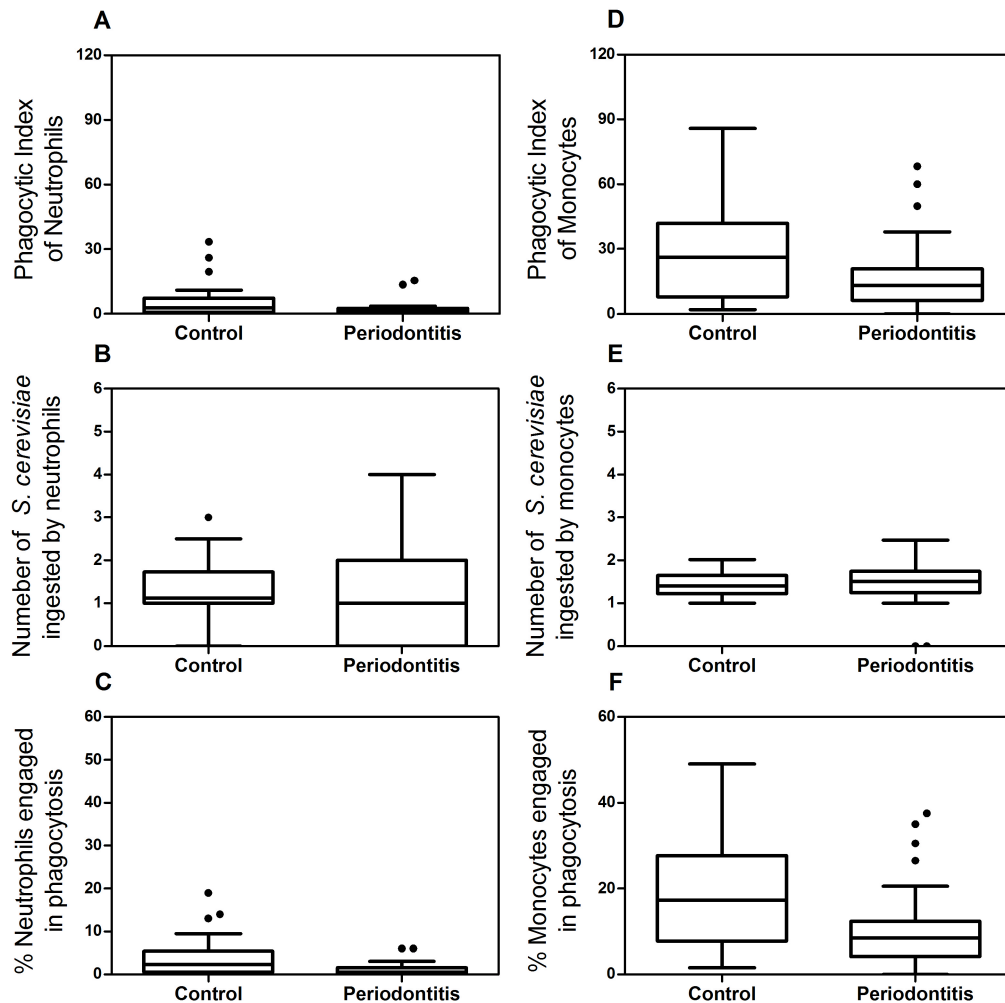 A
Phagocytic Index
of Neutrophils
120
90
60
30
0
Control
Periodontitis
D
Phagocytic Index
of Monocytes
120
90
60
30
0
Control
Periodontitis
B
Numeber of S. cerevisiae
ingested by neutrophils
6
5
4
3
2
1
0
Control
Periodontitis
E
Numeber of S. cerevisiae
ingested by monocytes
6
5
4
3
2
1
0
Control
Periodontitis
C
% Neutrophils engaged
in phagocytosis
60
50
40
30
20
10
0
Control
Periodontitis
F
% Monocytes engaged
in phagocytosis
60
40
20
0
Control
Periodontitis